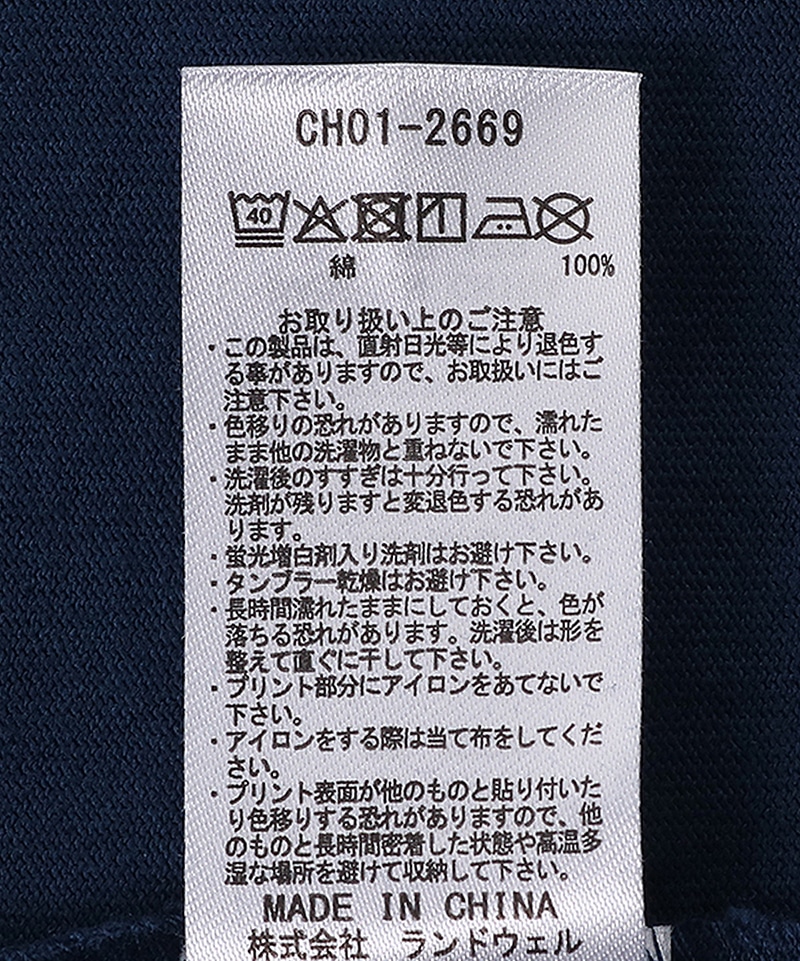 CH01-2669
40
綿 100%
お取り扱い上のご注意
・この製品は、直射日光等により退色す
る事がありますので、お取扱いにはご
注意下さい。
・色移りの恐れがありますので、濡れた
まま他の洗濯物と重ねないで下さい。
・洗濯後のすすぎは十分行って下さい。
洗剤が残りますと変退色する恐れがあ
ります。
・蛍光増白剤入り洗剤はお避け下さい。
・タンブラー乾燥はお避け下さい。
・長時間濡れたままにしておくと、色が
落ちる恐れがあります。洗濯後は形を
整えて直ぐに干して下さい。
・プリント部分にアイロンをあてないで
下さい。
・アイロンをする際は当て布をしてくだ
さい。
・プリント表面が他のものと貼り付いた
り色移りする恐れがありますので、他
のものと長時間密着した状態や高温多
湿な場所を避けて収納して下さい。
MADE IN CHINA
株式会社 ランドウェル